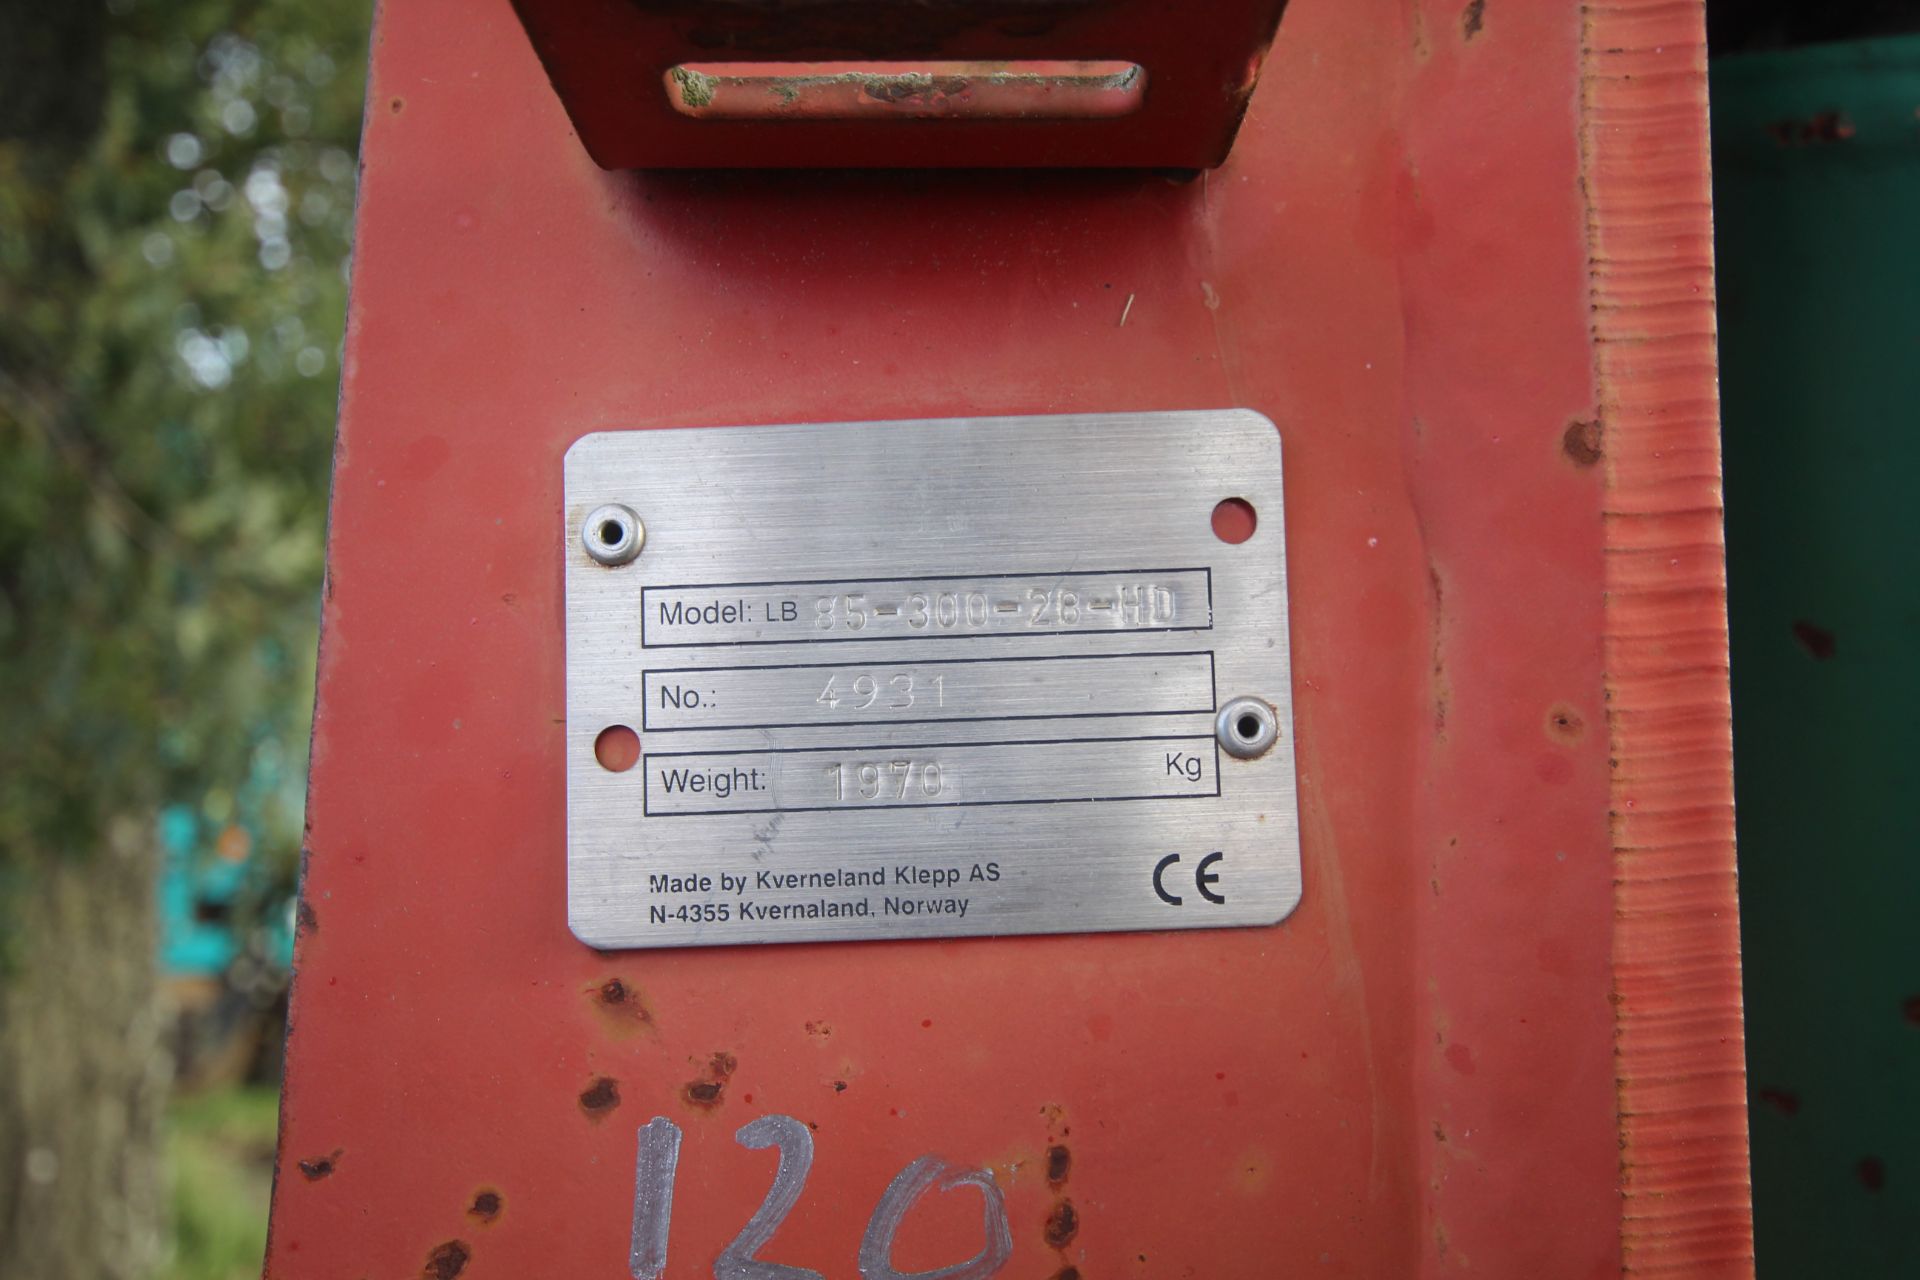 Model: LB 85-300-28-HD
No.: 4931
Weight: 1970 Kg
Made by Kverneland Klepp AS
N-4355 Kvernaland, Norway
CE
120